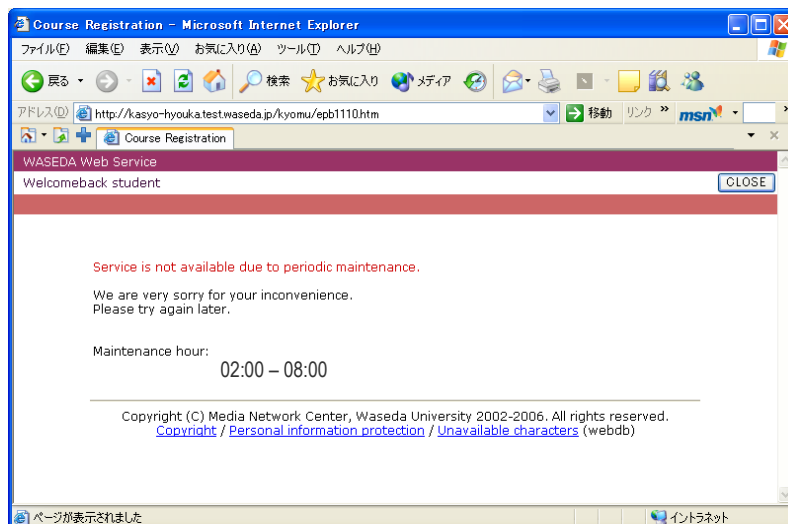 Course Registration - Microsoft Internet Explorer
ファイル(F) 編集(E) 表示(V) お気に入り(A) ツール(T) ヘルプ(H)
戻る 検索 お気に入り メディア
アドレス(D) http://kasyo-hyouka.test.waseda.jp/kyomu/epb1110.htm 移動 リンク » msn
Course Registration
WASEDA Web Service
Welcomeback student CLOSE
Service is not available due to periodic maintenance.
We are very sorry for your inconvenience.
Please try again later.
Maintenance hour:
02:00 – 08:00
Copyright (C) Media Network Center, Waseda University 2002-2006. All rights reserved.
Copyright / Personal information protection / Unavailable characters (webdb)
ページが表示されました イントラネット